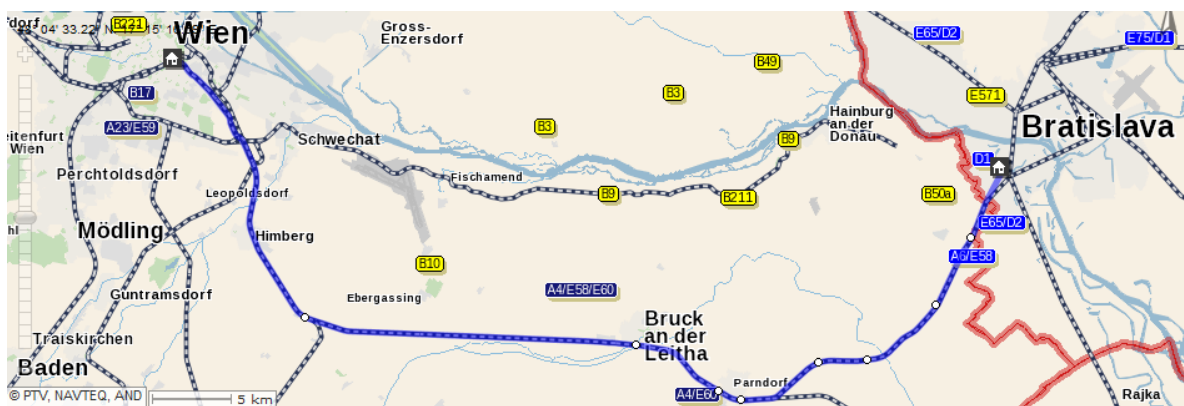 B221
Wien
Gross-
Enzersdorf
E65/D2
E75/D1
B49
B17
B3
E571
Hainburg
an der
Donau
A23/E59
B3
Bratislava
Schwechat
B9
Wien
D1
Perchtoldsdorf
Fischamend
Leopoldsdorf
B9
B211
B50a
Mödling
Himberg
E65/D2
B10
A6/E58
Guntramsdorf
Ebergassing
A4/E58/E60
Bruck
an der
Leitha
Traiskirchen
Baden
Parndorf
A4/E60
Rajka
© PTV, NAVTEQ, AND
5 km